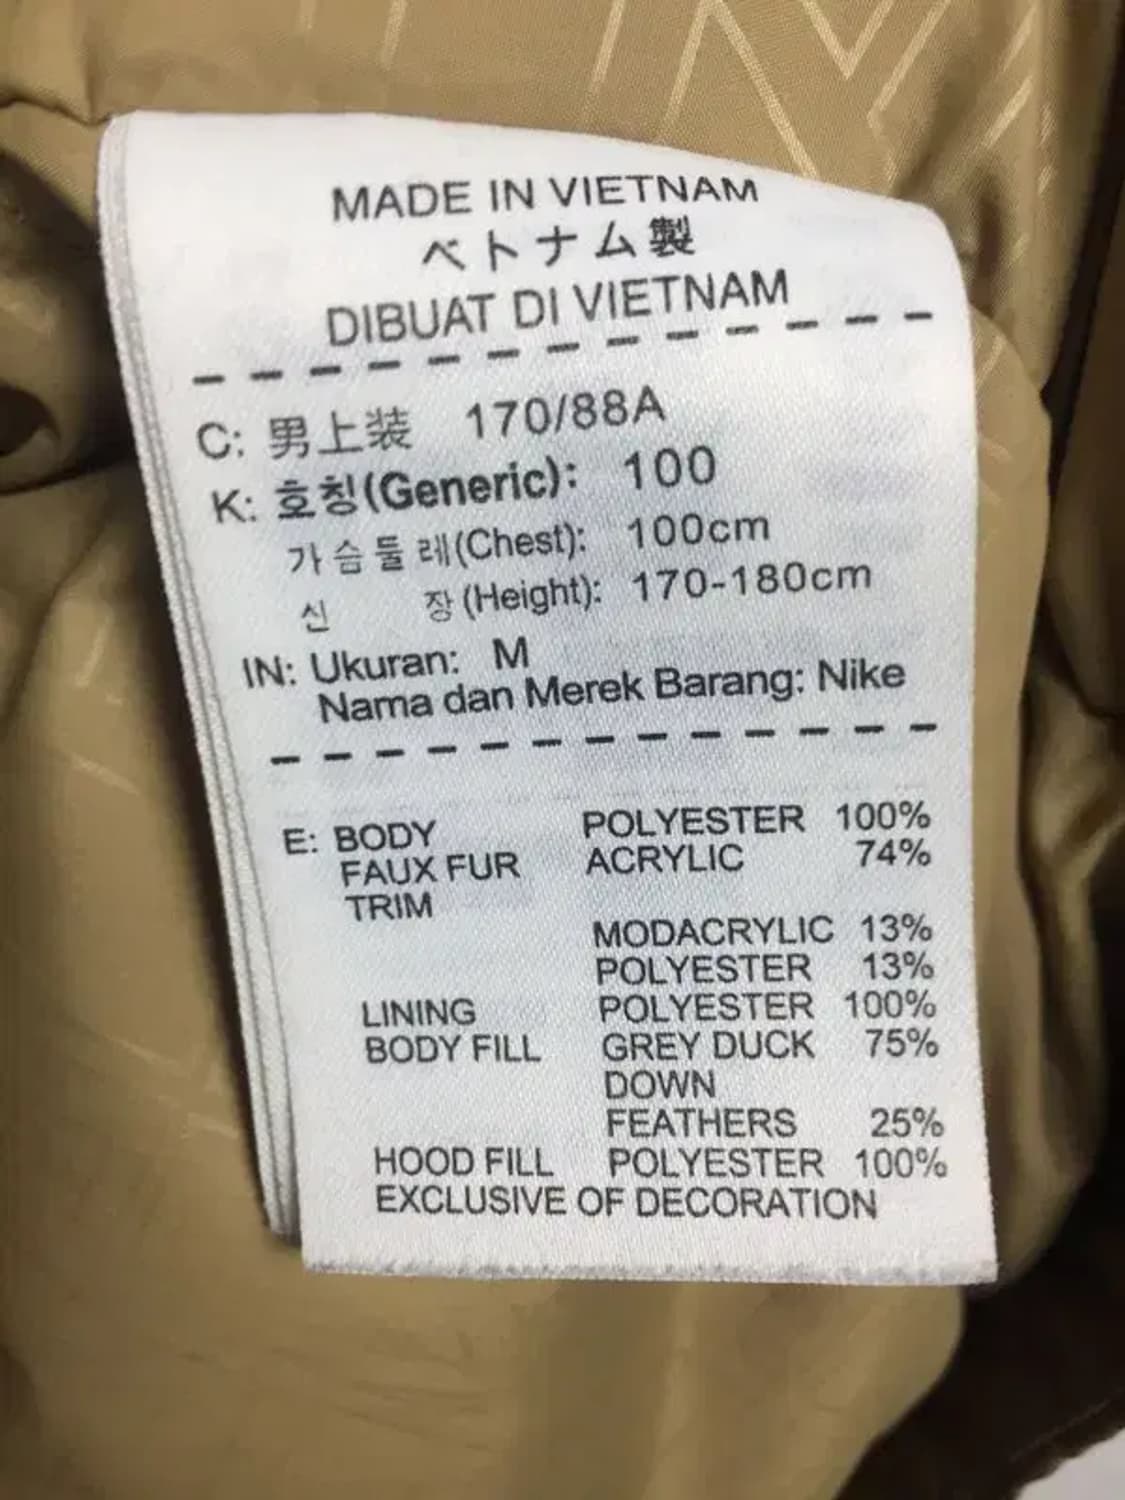 MADE IN VIETNAM
ベトナム製
DIBUAT DI VIETNAM
C: 男上装 170/88A
K: 호칭(Generic): 100
가슴둘레(Chest): 100cm
신 장(Height): 170-180cm
IN: Ukuran: M
Nama dan Merek Barang: Nike
E: BODY POLYESTER 100%
FAUX FUR ACRYLIC 74%
TRIM
MODACRYLIC 13%
POLYESTER 13%
LINING POLYESTER 100%
BODY FILL GREY DUCK 75%
DOWN
FEATHERS 25%
HOOD FILL POLYESTER 100%
EXCLUSIVE OF DECORATION